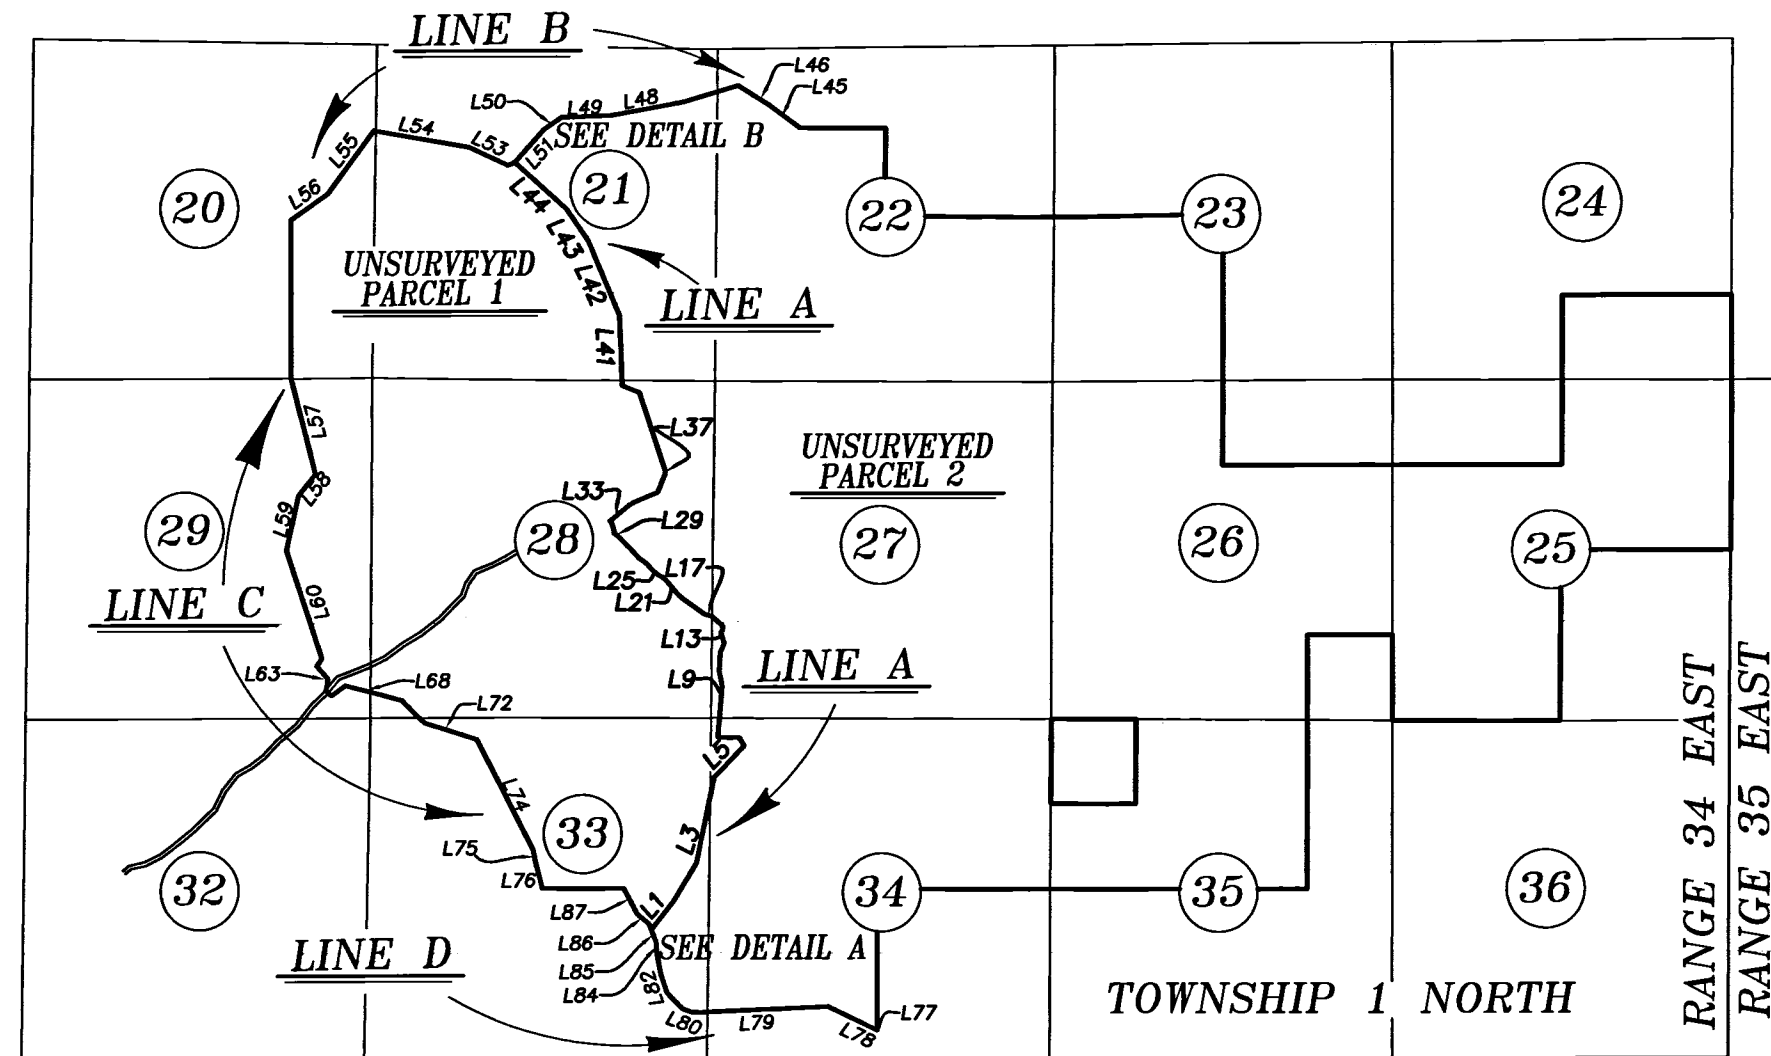 LINE B
L46
L45
L50
L49
L48
SEE DETAIL B
L54
L53
L51
L55
L56
L44
20
21
22
23
24
L43
L42
UNSURVEYED
PARCEL 1
LINE A
L41
L57
L37
UNSURVEYED
PARCEL 2
L58
L33
L59
L29
29
28
27
26
25
L25
L17
L21
L60
LINE C
L13
LINE A
L63
L68
L9
L72
L5
L74
33
L3
L75
L76
32
34
35
36
L87
L1
L86
SEE DETAIL A
LINE D
L85
L84
L82
L80
L79
L78
L77
TOWNSHIP 1 NORTH
RANGE 34 EAST
RANGE 35 EAST